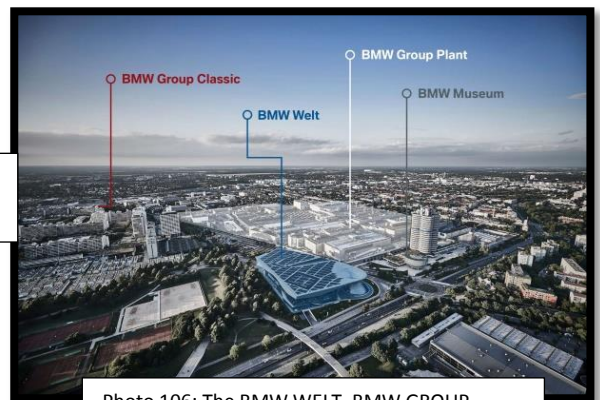 BMW Group Plant
BMW Group Classic
BMW Museum
BMW Welt
Photo 106: The BMW WELT, BMW GROUP